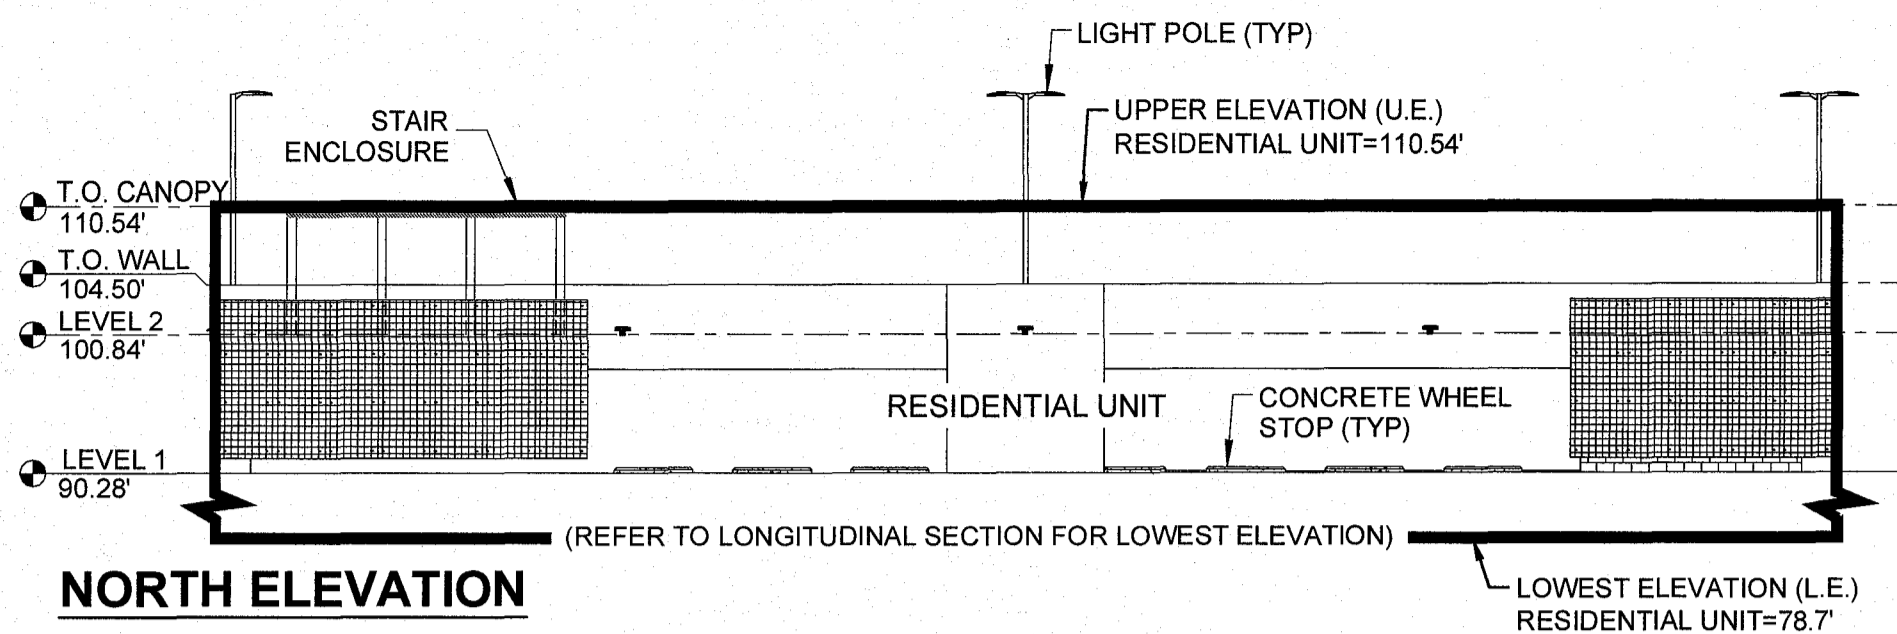 LIGHT POLE (TYP)
STAIR
ENCLOSURE
UPPER ELEVATION (U.E.)
RESIDENTIAL UNIT=110.54'
T.O. CANOPY
110.54'
T.O. WALL
104.50'
LEVEL 2
100.84'
RESIDENTIAL UNIT
CONCRETE WHEEL
STOP (TYP)
LEVEL 1
90.28'
(REFER TO LONGITUDINAL SECTION FOR LOWEST ELEVATION)
NORTH ELEVATION
LOWEST ELEVATION (L.E.)
RESIDENTIAL UNIT=78.7'